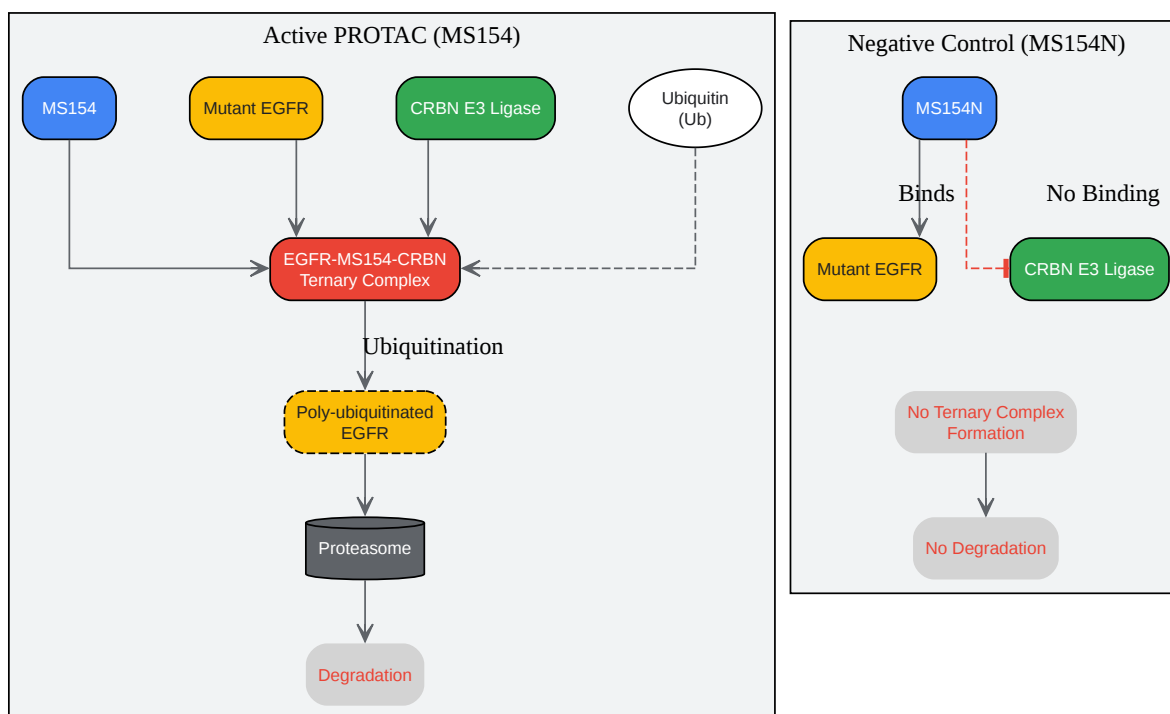 Active PROTAC (MS154)
MS154
Mutant EGFR
CRBN E3 Ligase
Ubiquitin
(Ub)
EGFR-MS154-CRBN
Ternary Complex
Ubiquitination
Poly-ubiquitinated
EGFR
Proteasome
Degradation
Negative Control (MS154N)
MS154N
Binds
No Binding
Mutant EGFR
CRBN E3 Ligase
No Ternary Complex
Formation
No Degradation